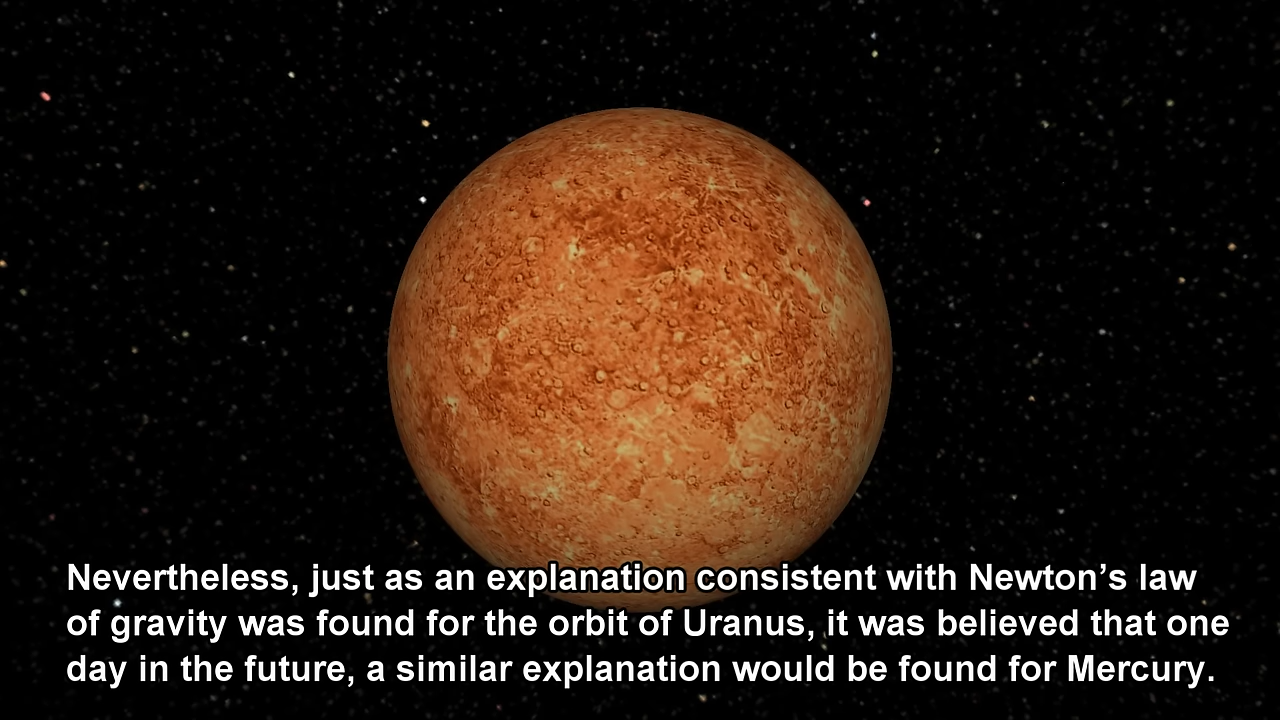 Nevertheless, just as an explanation consistent with Newton’s law
of gravity was found for the orbit of Uranus, it was believed that one
day in the future, a similar explanation would be found for Mercury.